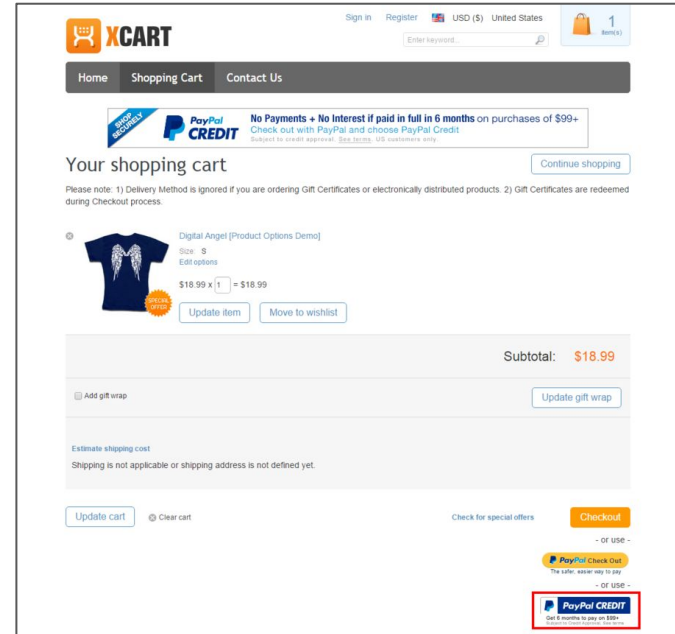 Sign in Register USD ($) United States
XCART
Enter keyword...
1
item(s)
Home Shopping Cart Contact Us
SHOP SECURELY
PayPal CREDIT
No Payments + No Interest if paid in full in 6 months on purchases of $99+
Check out with PayPal and choose PayPal Credit
Subject to credit approval. See terms. US customers only.
Your shopping cart
Continue shopping
Please note: 1) Delivery Method is ignored if you are ordering Gift Certificates or electronically distributed products. 2) Gift Certificates are redeemed
during Checkout process.
Digital Angel [Product Options Demo]
Size: S
Edit options
$18.99 x 1 = $18.99
SPECIAL OFFER
Update item Move to wishlist
Subtotal: $18.99
Add gift wrap
Update gift wrap
Estimate shipping cost
Shipping is not applicable or shipping address is not defined yet.
Update cart Clear cart Check for special offers Checkout
- or use -
PayPal Check Out
The safer, easier way to pay
- or use -
PayPal CREDIT
Get 6 months to pay on $99+
Subject to Credit Approval. See terms